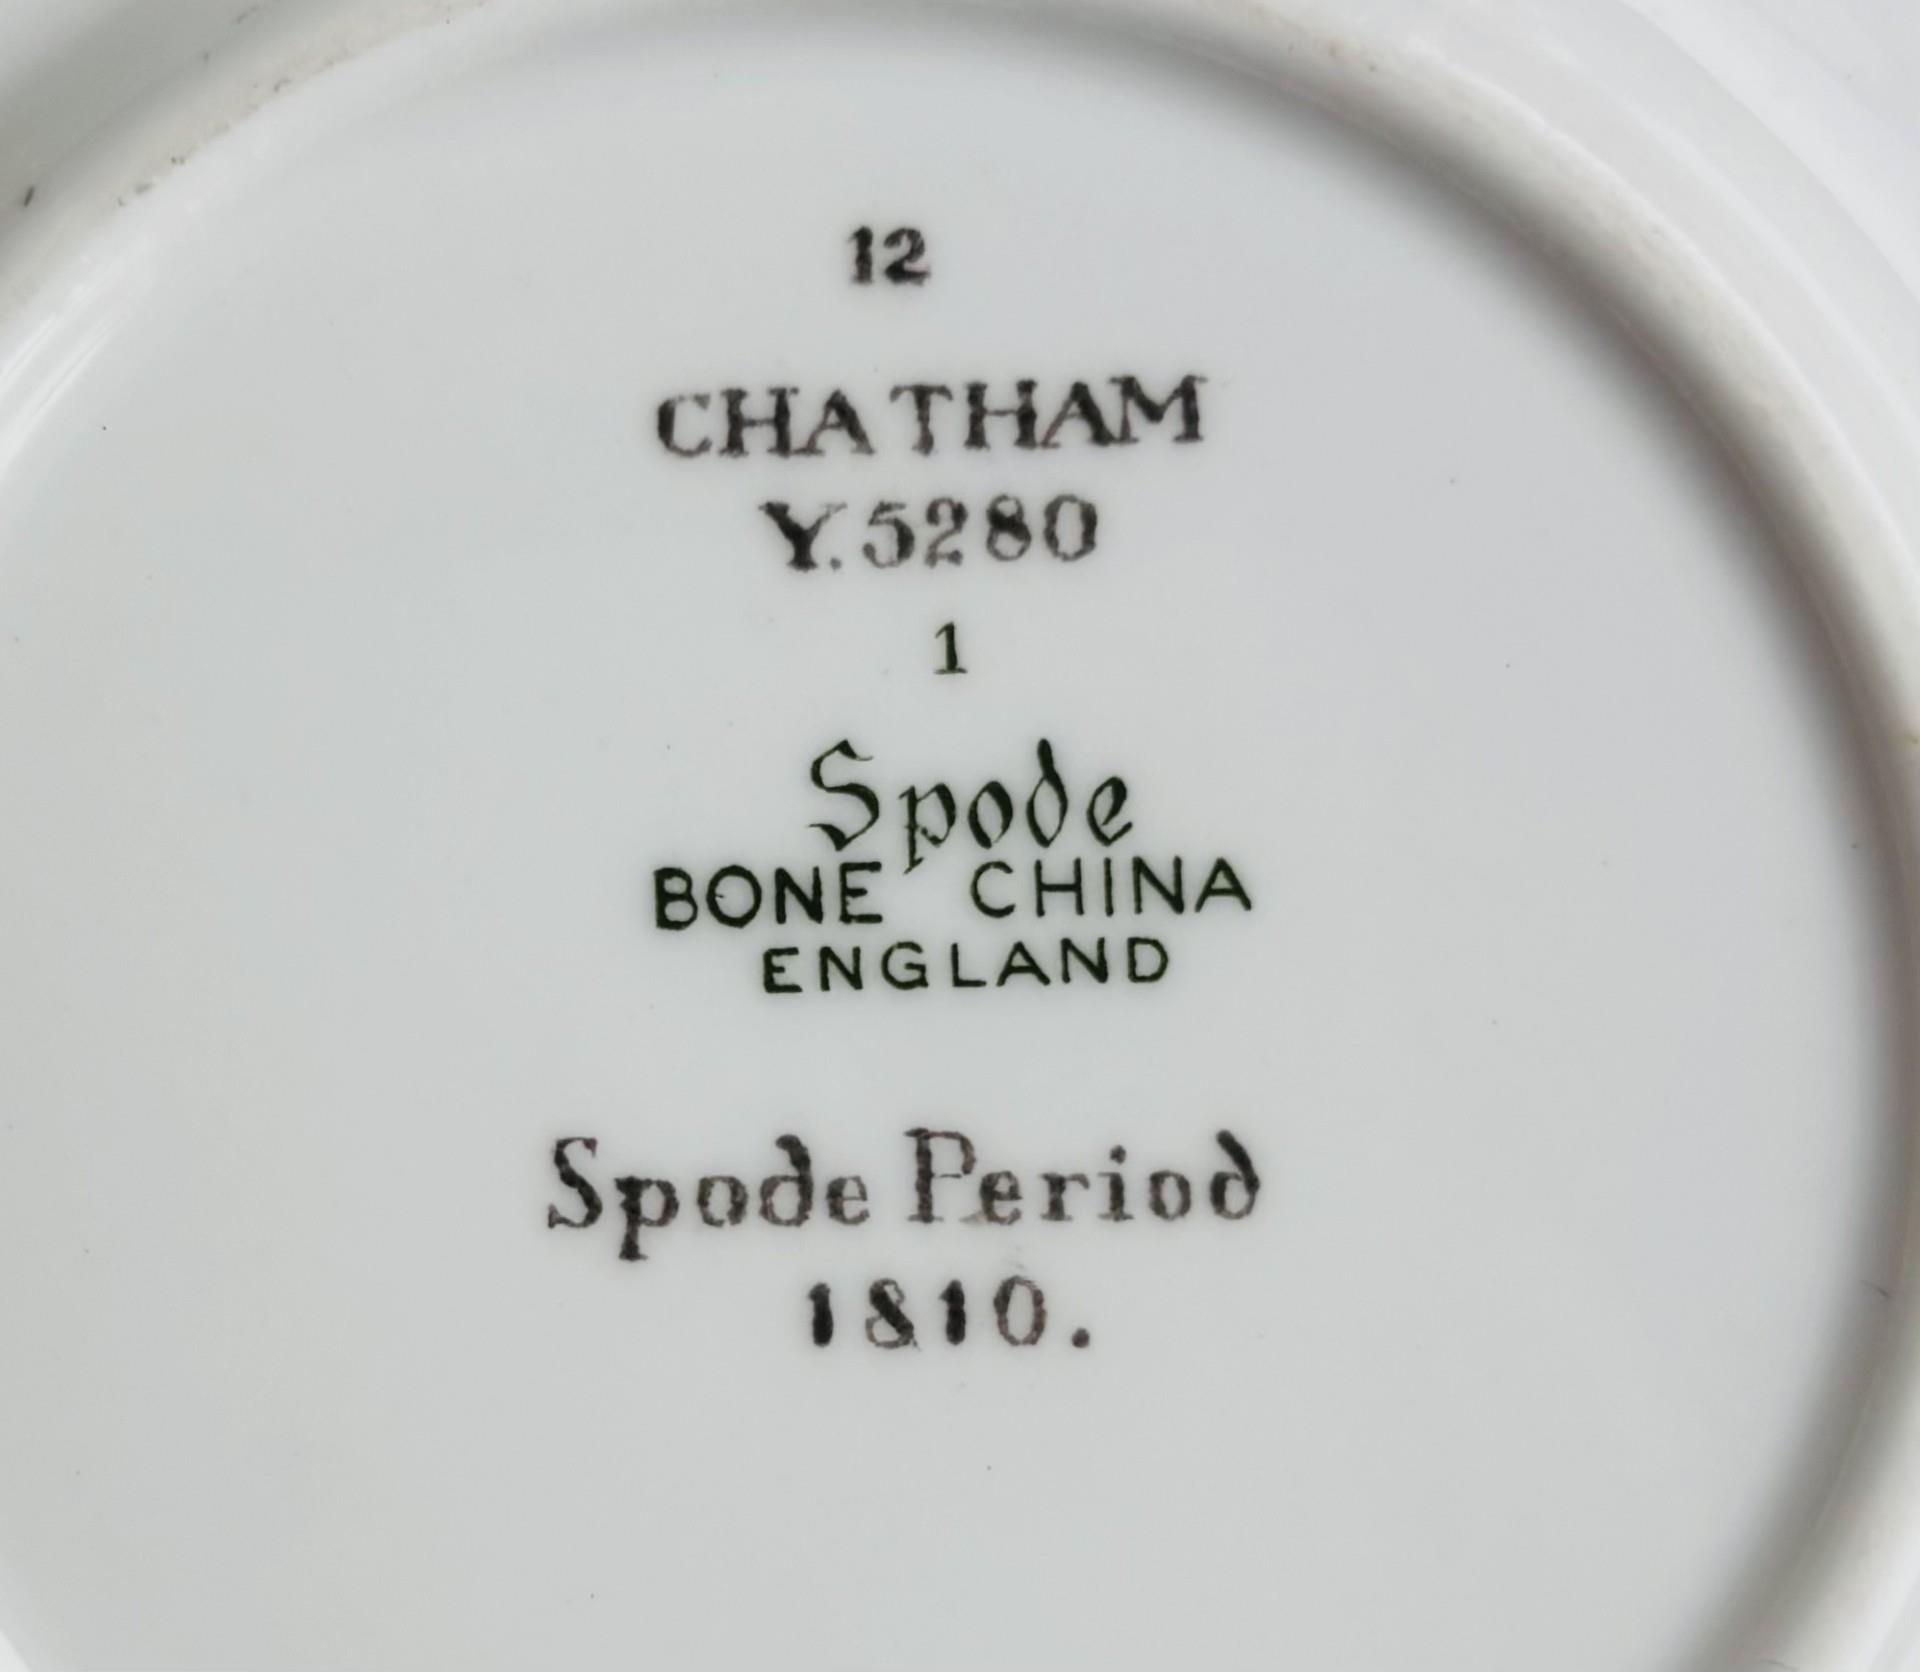 12
CHATHAM
Y.5280
1
Spode
BONE CHINA
ENGLAND
Spode Period
1810.